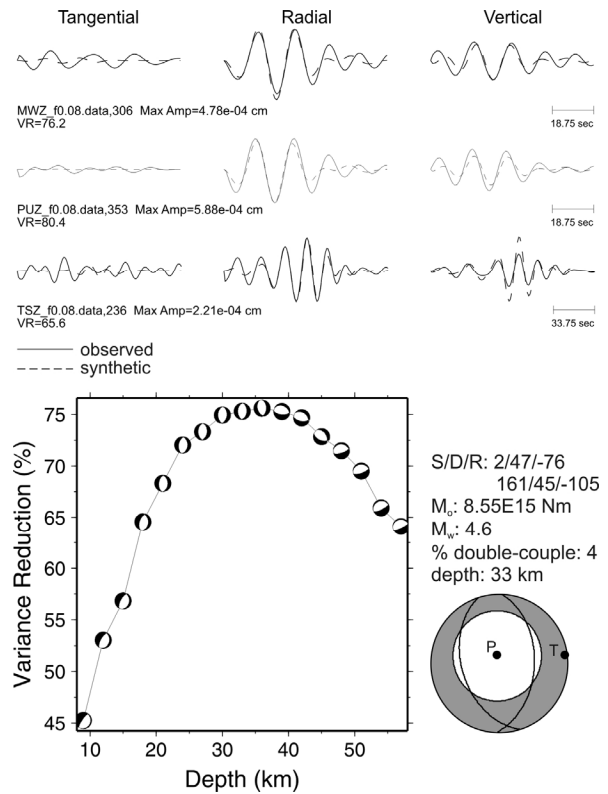 Tangential Radial Vertical
MWZ_f0.08.data,306 Max Amp=4.78e-04 cm
VR=76.2
18.75 sec
PUZ_f0.08.data,353 Max Amp=5.88e-04 cm
VR=80.4
18.75 sec
TSZ_f0.08.data,236 Max Amp=2.21e-04 cm
VR=65.6
33.75 sec
observed
synthetic
Variance Reduction (%)
75
70
65
60
55
50
45
10 20 30 40 50
Depth (km)
S/D/R: 2/47/-76
161/45/-105
Mo: 8.55E15 Nm
Mw: 4.6
% double-couple: 4
depth: 33 km
P T